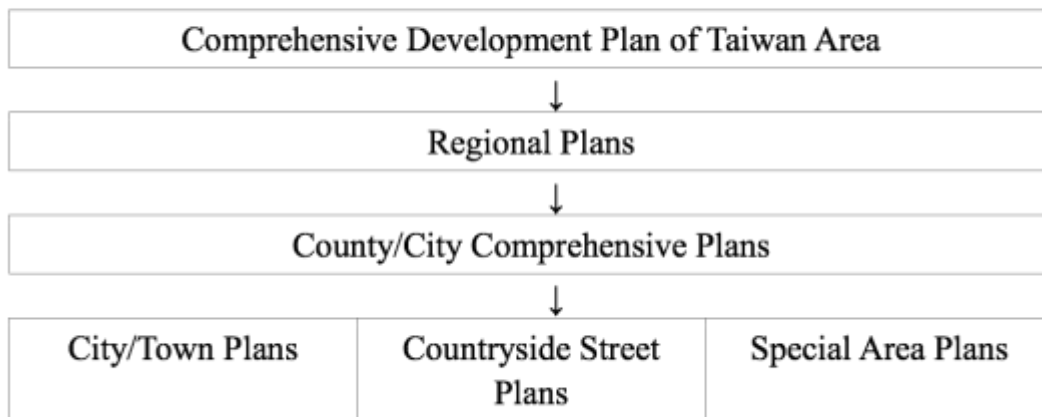 Comprehensive Development Plan of Taiwan Area
↓
Regional Plans
↓
County/City Comprehensive Plans
↓
City/Town Plans
Countryside Street
Plans
Special Area Plans